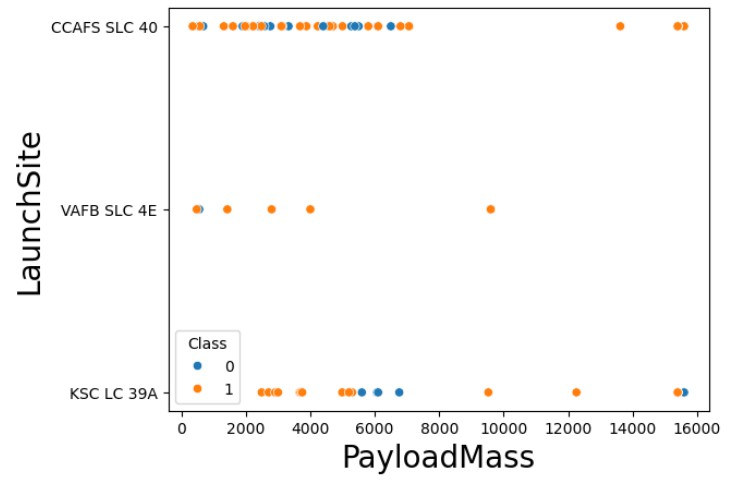 CCAFS SLC 40
VAFB SLC 4E
KSC LC 39A
LaunchSite
Class
0
1
0 2000 4000 6000 8000 10000 12000 14000 16000
PayloadMass